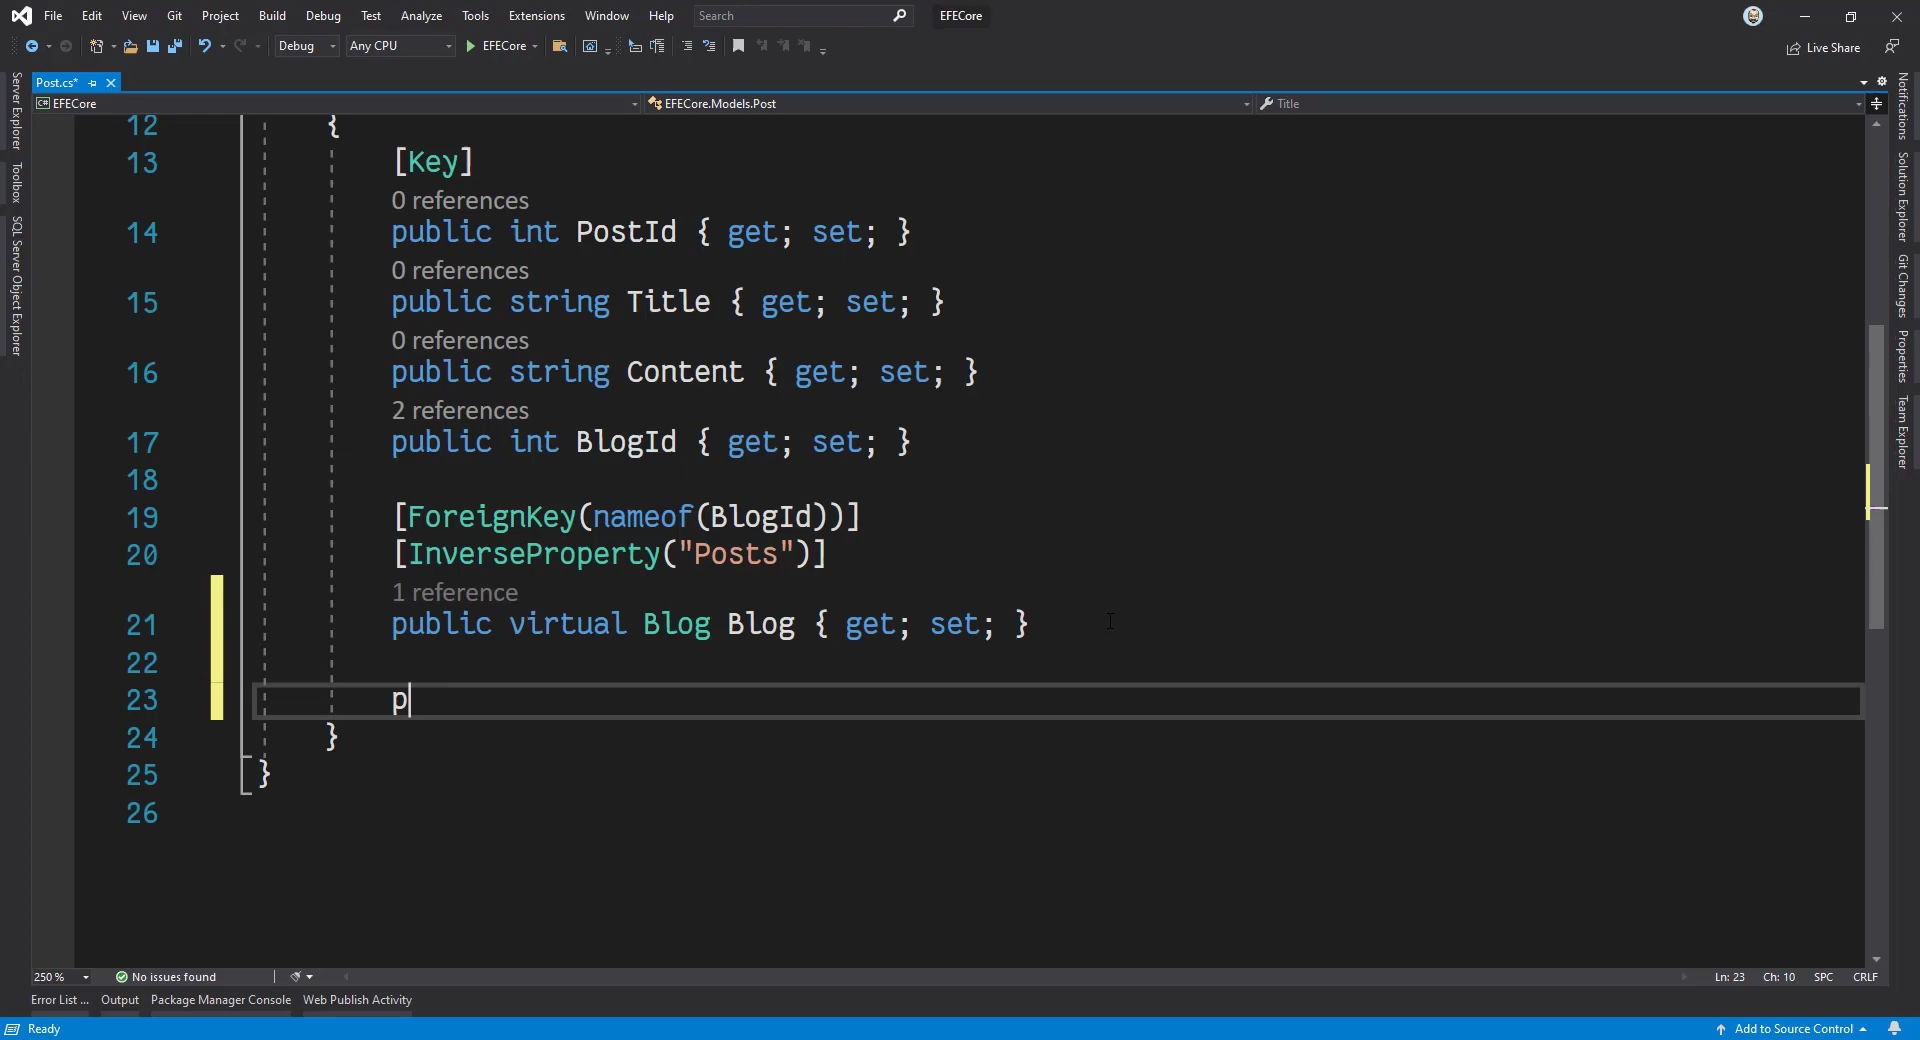 File Edit View Git Project Build Debug Test Analyze Tools Extensions Window Help Search EFECore
Debug Any CPU EFECore Live Share
Post.cs*
EFECore EFECore.Models.Post Title
12 {
13 [Key]
0 references
14 public int PostId { get; set; }
0 references
15 public string Title { get; set; }
0 references
16 public string Content { get; set; }
2 references
17 public int BlogId { get; set; }
18
19 [ForeignKey(nameof(BlogId))]
20 [InverseProperty("Posts")]
1 reference
21 public virtual Blog Blog { get; set; }
22
23 p
24 }
25 }
26
Server Explorer
Toolbox
SQL Server Object Explorer
Notifications
Solution Explorer
Git Changes
Properties
Team Explorer
250 % No issues found Ln: 23 Ch: 10 SPC CRLF
Error List ... Output Package Manager Console Web Publish Activity
Ready Add to Source Control